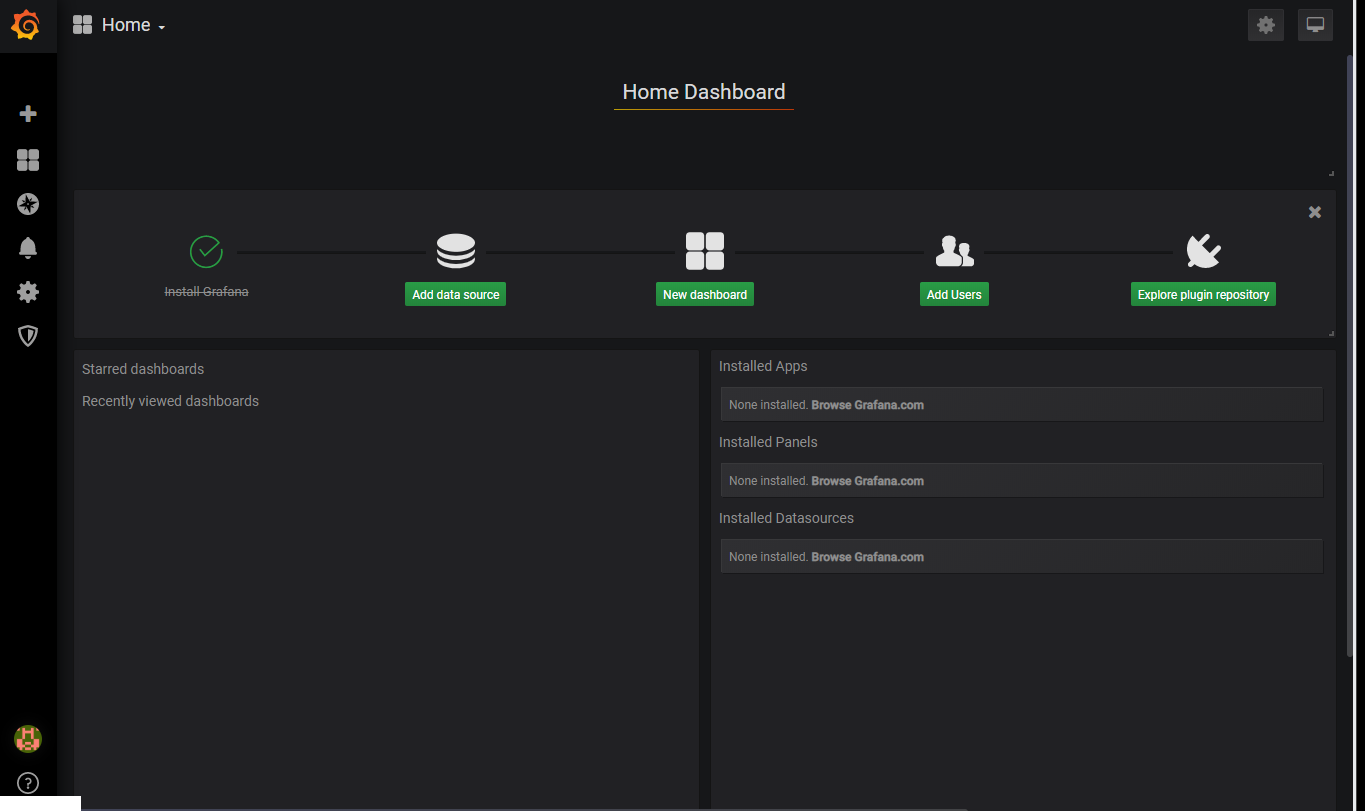 Home
Home Dashboard
Install Grafana
Add data source
New dashboard
Add Users
Explore plugin repository
Starred dashboards
Recently viewed dashboards
Installed Apps
None installed. Browse Grafana.com
Installed Panels
None installed. Browse Grafana.com
Installed Datasources
None installed. Browse Grafana.com
?